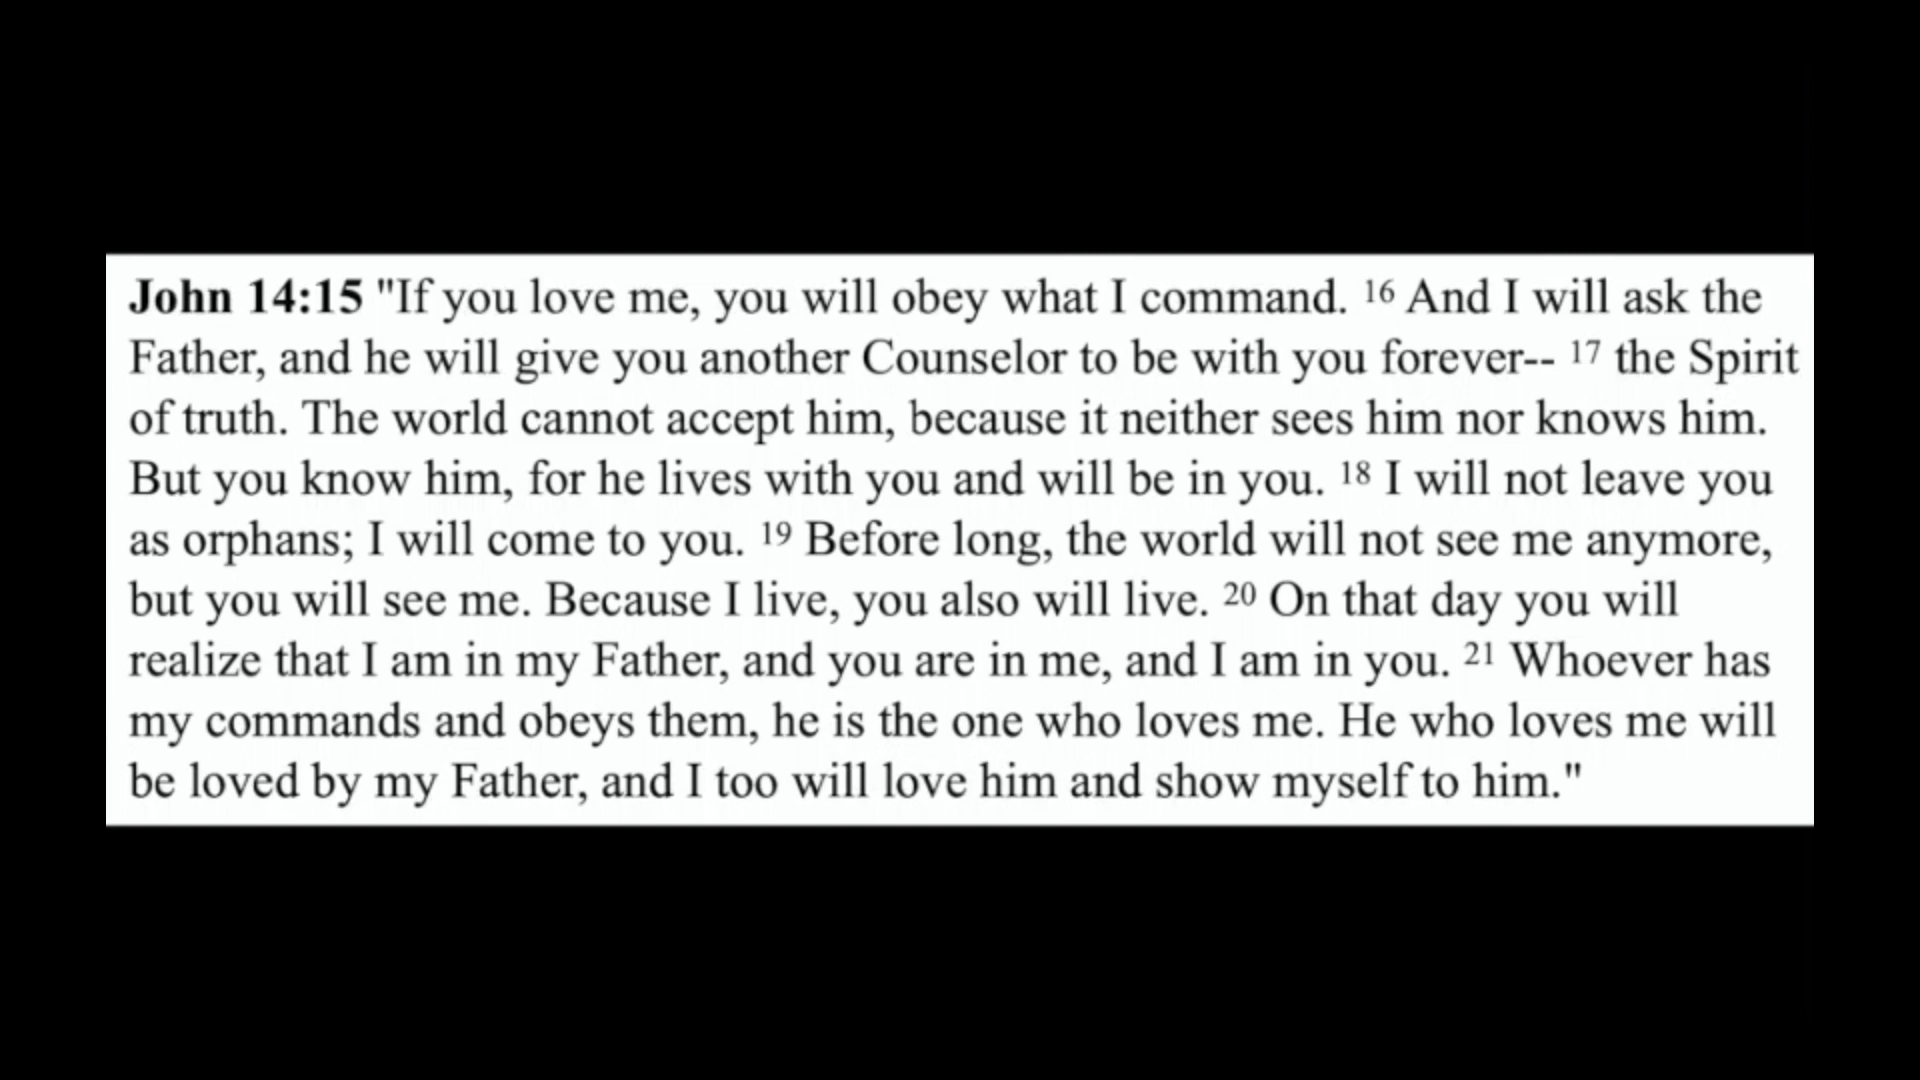 John 14:15 "If you love me, you will obey what I command. 16 And I will ask the
Father, and he will give you another Counselor to be with you forever-- 17 the Spirit
of truth. The world cannot accept him, because it neither sees him nor knows him.
But you know him, for he lives with you and will be in you. 18 I will not leave you
as orphans; I will come to you. 19 Before long, the world will not see me anymore,
but you will see me. Because I live, you also will live. 20 On that day you will
realize that I am in my Father, and you are in me, and I am in you. 21 Whoever has
my commands and obeys them, he is the one who loves me. He who loves me will
be loved by my Father, and I too will love him and show myself to him."